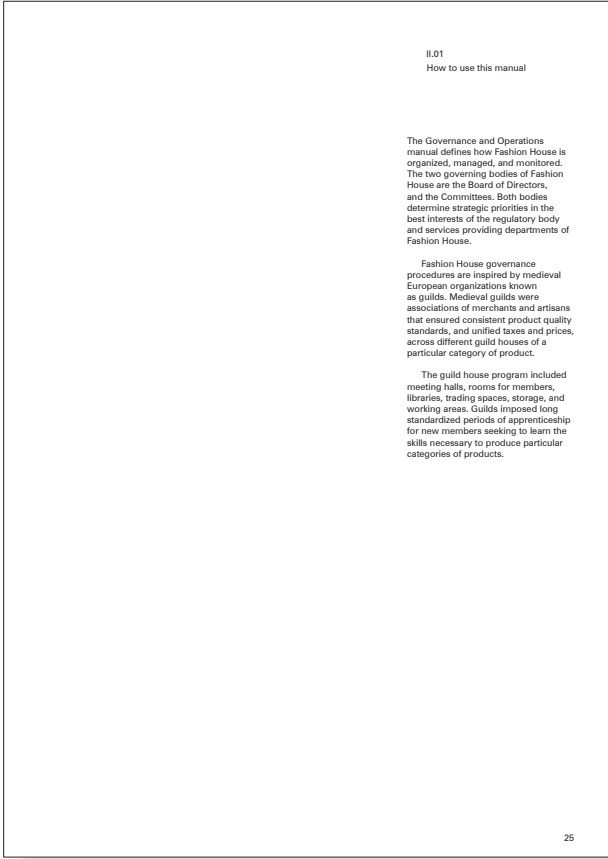 II.01
How to use this manual
The Governance and Operations
manual defines how Fashion House is
organized, managed, and monitored.
The two governing bodies of Fashion
House are the Board of Directors,
and the Committees. Both bodies
determine strategic priorities in the
best interests of the regulatory body
and services providing departments of
Fashion House.
Fashion House governance
procedures are inspired by medieval
European organizations known
as guilds. Medieval guilds were
associations of merchants and artisans
that ensured consistent product quality
standards, and unified taxes and prices,
across different guild houses of a
particular category of product.
The guild house program included
meeting halls, rooms for members,
libraries, trading spaces, storage, and
working areas. Guilds imposed long
standardized periods of apprenticeship
for new members seeking to learn the
skills necessary to produce particular
categories of products.
25